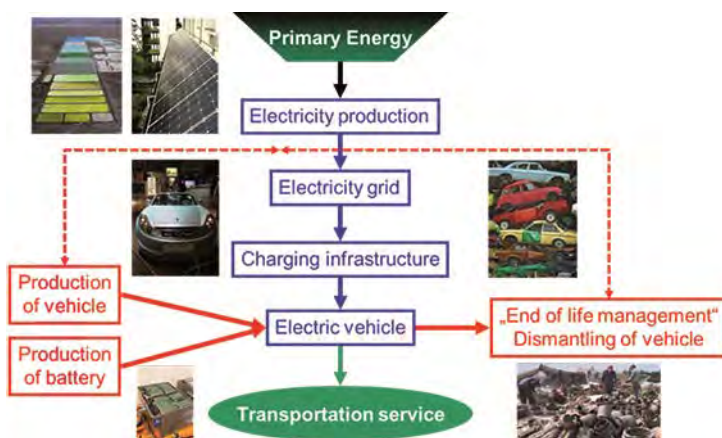 Primary Energy
Electricity production
Electricity grid
Charging infrastructure
Production
of vehicle
Electric vehicle
„End of life management“
Dismantling of vehicle
Production
of battery
Transportation service